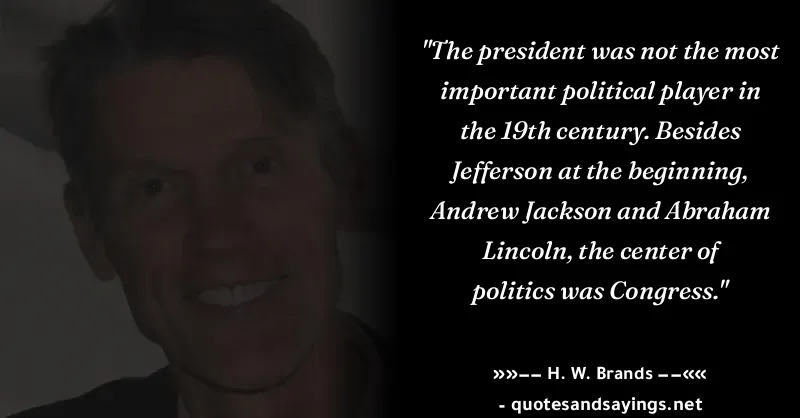 "The president was not the most
important political player in
the 19th century. Besides
Jefferson at the beginning,
Andrew Jackson and Abraham
Lincoln, the center of
politics was Congress."
»»−− H. W. Brands −−««
- quotesandsayings.net